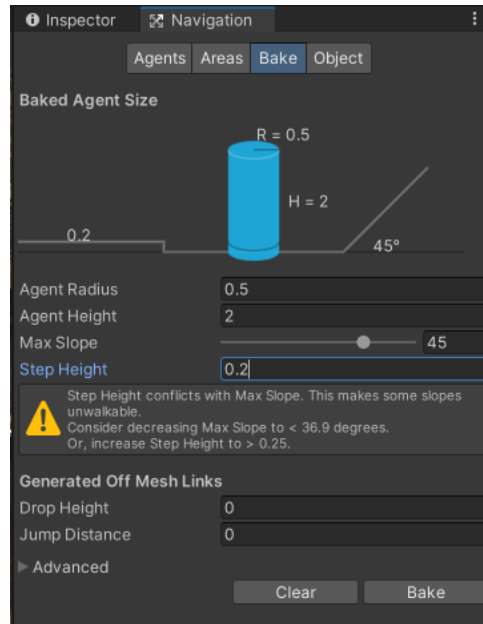 Inspector Navigation
Agents Areas Bake Object
Baked Agent Size
R = 0.5
H = 2
0.2
45°
Agent Radius 0.5
Agent Height 2
Max Slope 45
Step Height 0.2
Step Height conflicts with Max Slope. This makes some slopes
unwalkable.
Consider decreasing Max Slope to < 36.9 degrees.
Or, increase Step Height to > 0.25.
Generated Off Mesh Links
Drop Height 0
Jump Distance 0
Advanced
Clear Bake